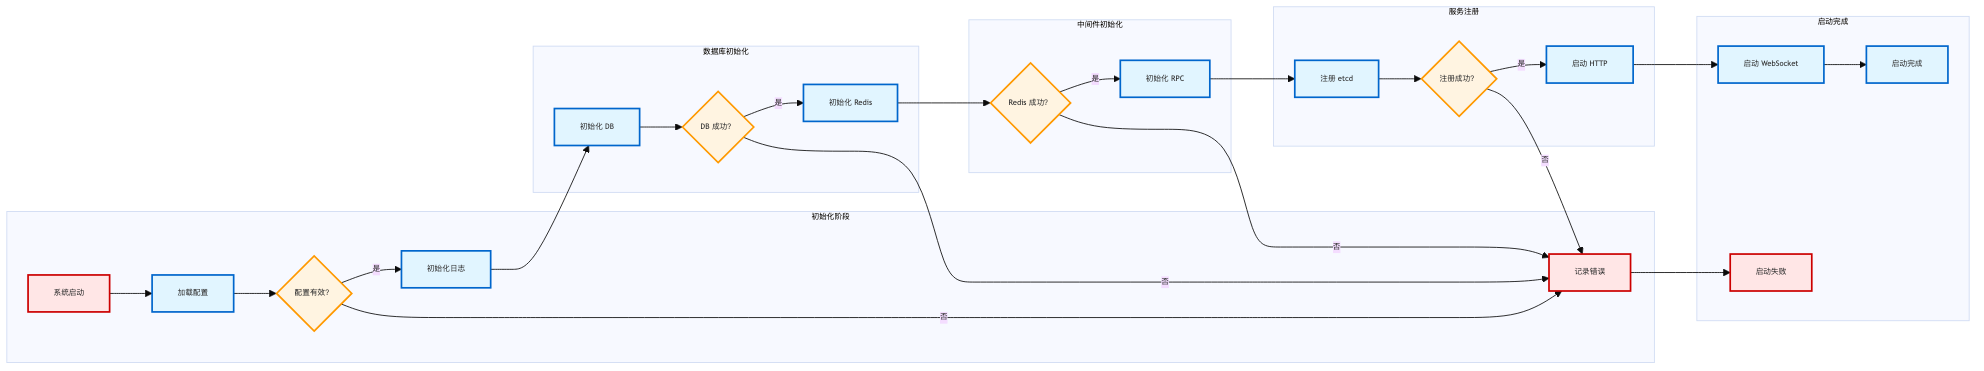 服务注册
启动完成
中间件初始化
数据库初始化
初始化 DB
DB 成功?
是
初始化 Redis
Redis 成功?
是
初始化 RPC
注册 etcd
注册成功?
是
启动 HTTP
启动 WebSocket
启动完成
否
初始化阶段
系统启动
加载配置
配置有效?
是
初始化日志
否
否
否
记录错误
启动失败